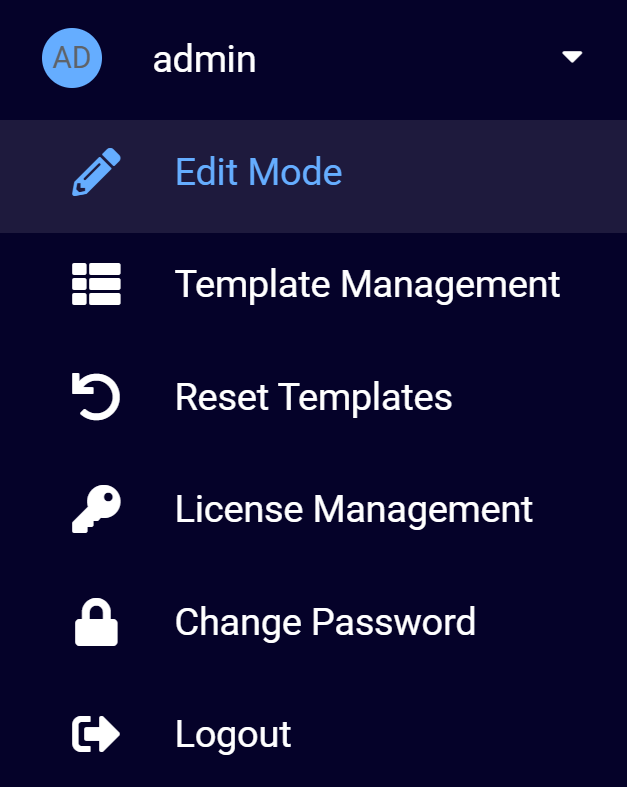 AD admin
Edit Mode
Template Management
Reset Templates
License Management
Change Password
Logout